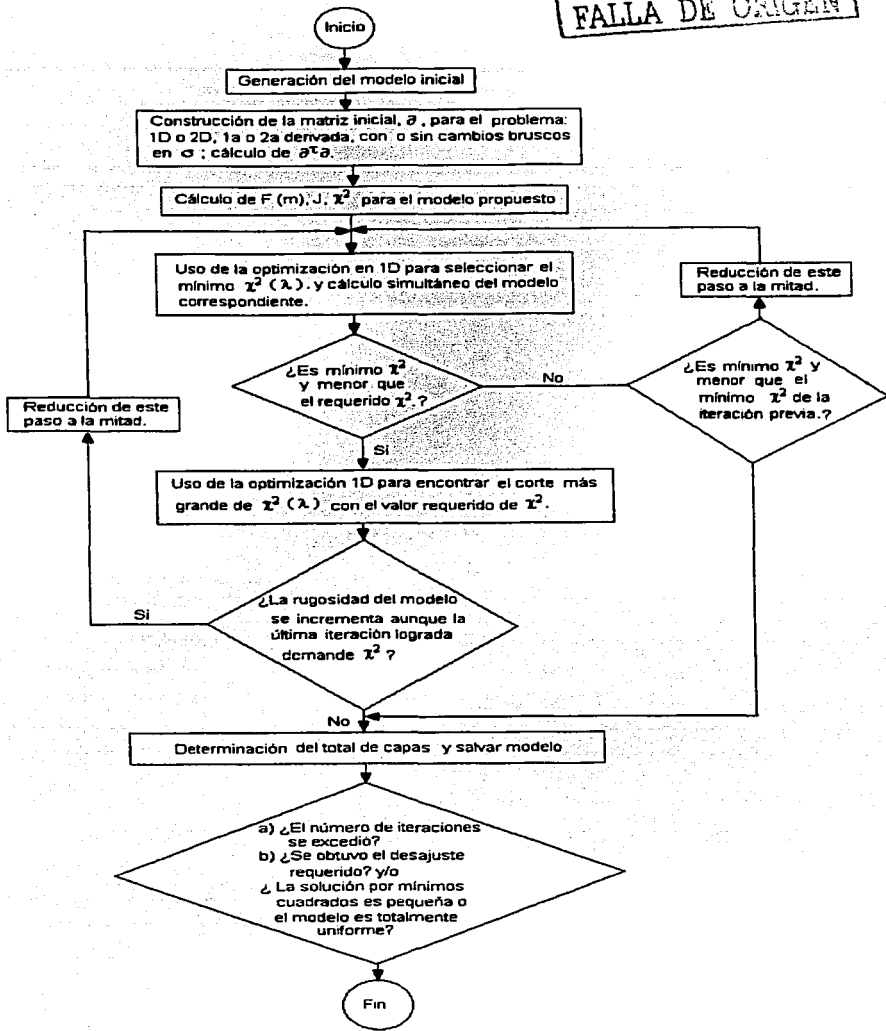 FALLA DE ORIGEN
Inicio
Generación del modelo inicial
Construcción de la matriz inicial, ∂, para el problema:
1D o 2D, 1a o 2a derivada, con o sin cambios bruscos
en σ ; cálculo de ∂ᵀ∂.
Cálculo de F (m), J, χ² para el modelo propuesto
Uso de la optimización en 1D para seleccionar el
mínimo χ² (λ). y cálculo simultáneo del modelo
correspondiente.
Reducción de este
paso a la mitad.
¿Es mínimo χ²
y menor que
el requerido χ².?
No
¿Es mínimo χ² y
menor que el
mínimo χ² de la
iteración previa.?
Reducción de este
paso a la mitad.
Si
Uso de la optimización 1D para encontrar el corte más
grande de χ² (λ) con el valor requerido de χ².
¿La rugosidad del modelo
se incrementa aunque la
última iteración lograda
demande χ² ?
Si
No
Determinación del total de capas y salvar modelo
a) ¿El número de iteraciones
se excedió?
b) ¿Se obtuvo el desajuste
requerido? y/o
¿ La solución por mínimos
cuadrados es pequeña o
el modelo es totalmente
uniforme?
Fin